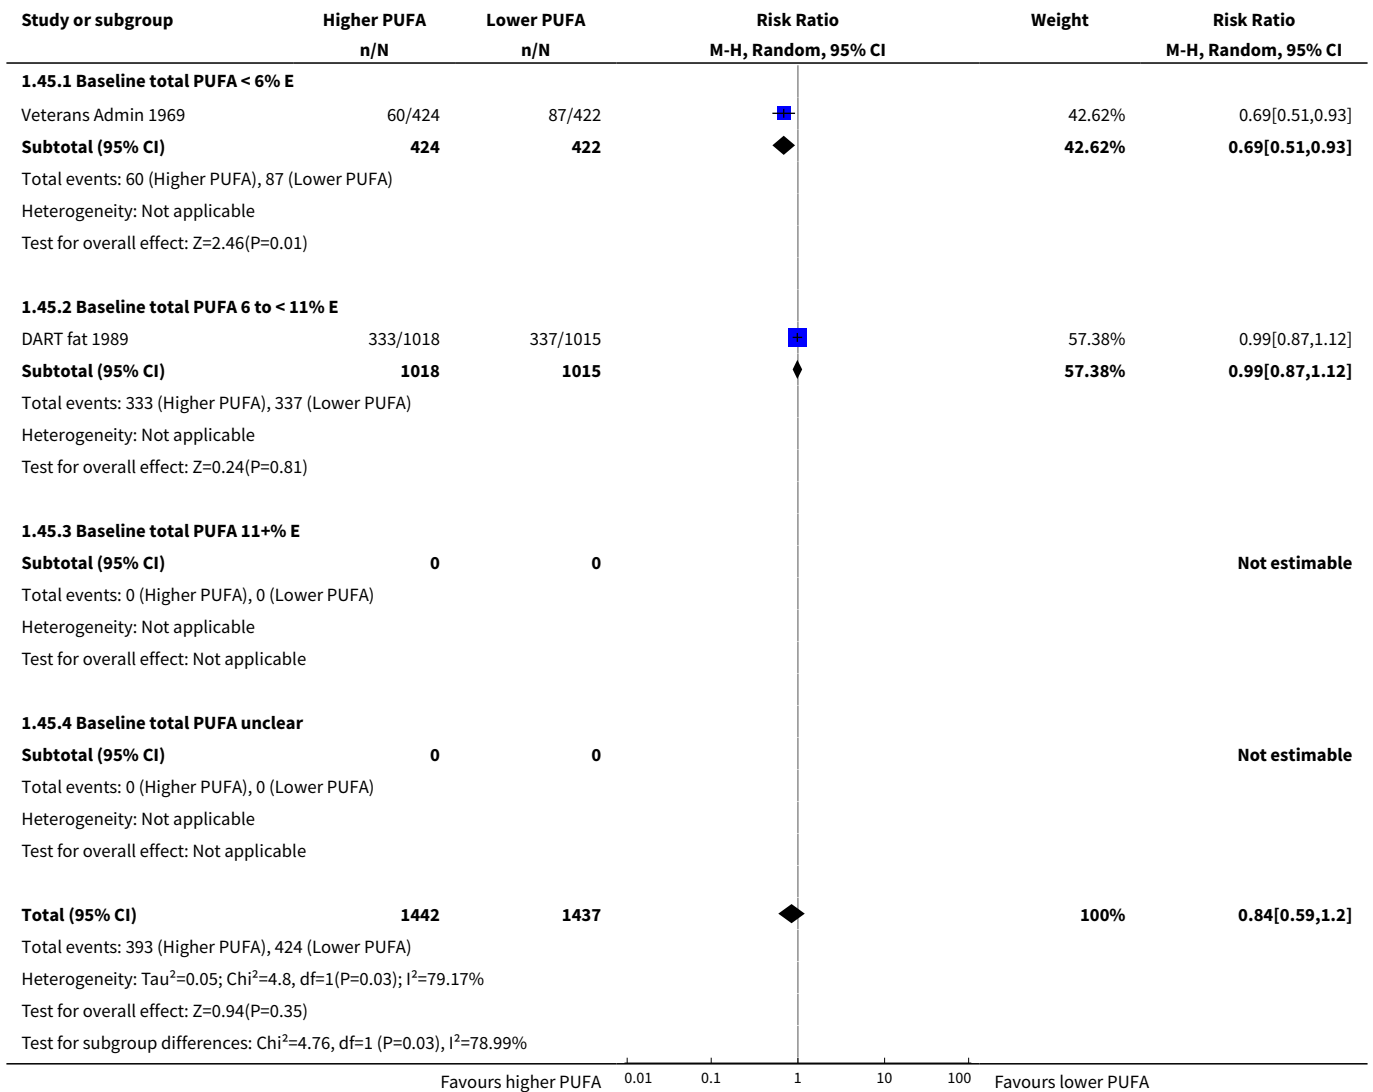 Study or subgroup Higher PUFA Lower PUFA Risk Ratio Weight Risk Ratio
n/N n/N M-H, Random, 95% CI M-H, Random, 95% CI
1.45.1 Baseline total PUFA < 6% E
Veterans Admin 1969 60/424 87/422 42.62% 0.69[0.51,0.93]
Subtotal (95% CI) 424 422 42.62% 0.69[0.51,0.93]
Total events: 60 (Higher PUFA), 87 (Lower PUFA)
Heterogeneity: Not applicable
Test for overall effect: Z=2.46(P=0.01)
1.45.2 Baseline total PUFA 6 to < 11% E
DART fat 1989 333/1018 337/1015 57.38% 0.99[0.87,1.12]
Subtotal (95% CI) 1018 1015 57.38% 0.99[0.87,1.12]
Total events: 333 (Higher PUFA), 337 (Lower PUFA)
Heterogeneity: Not applicable
Test for overall effect: Z=0.24(P=0.81)
1.45.3 Baseline total PUFA 11+% E
Subtotal (95% CI) 0 0 Not estimable
Total events: 0 (Higher PUFA), 0 (Lower PUFA)
Heterogeneity: Not applicable
Test for overall effect: Not applicable
1.45.4 Baseline total PUFA unclear
Subtotal (95% CI) 0 0 Not estimable
Total events: 0 (Higher PUFA), 0 (Lower PUFA)
Heterogeneity: Not applicable
Test for overall effect: Not applicable
Total (95% CI) 1442 1437 100% 0.84[0.59,1.2]
Total events: 393 (Higher PUFA), 424 (Lower PUFA)
Heterogeneity: Tau²=0.05; Chi²=4.8, df=1(P=0.03); I²=79.17%
Test for overall effect: Z=0.94(P=0.35)
Test for subgroup differences: Chi²=4.76, df=1 (P=0.03), I²=78.99%
Favours higher PUFA 0.01 0.1 1 10 100 Favours lower PUFA